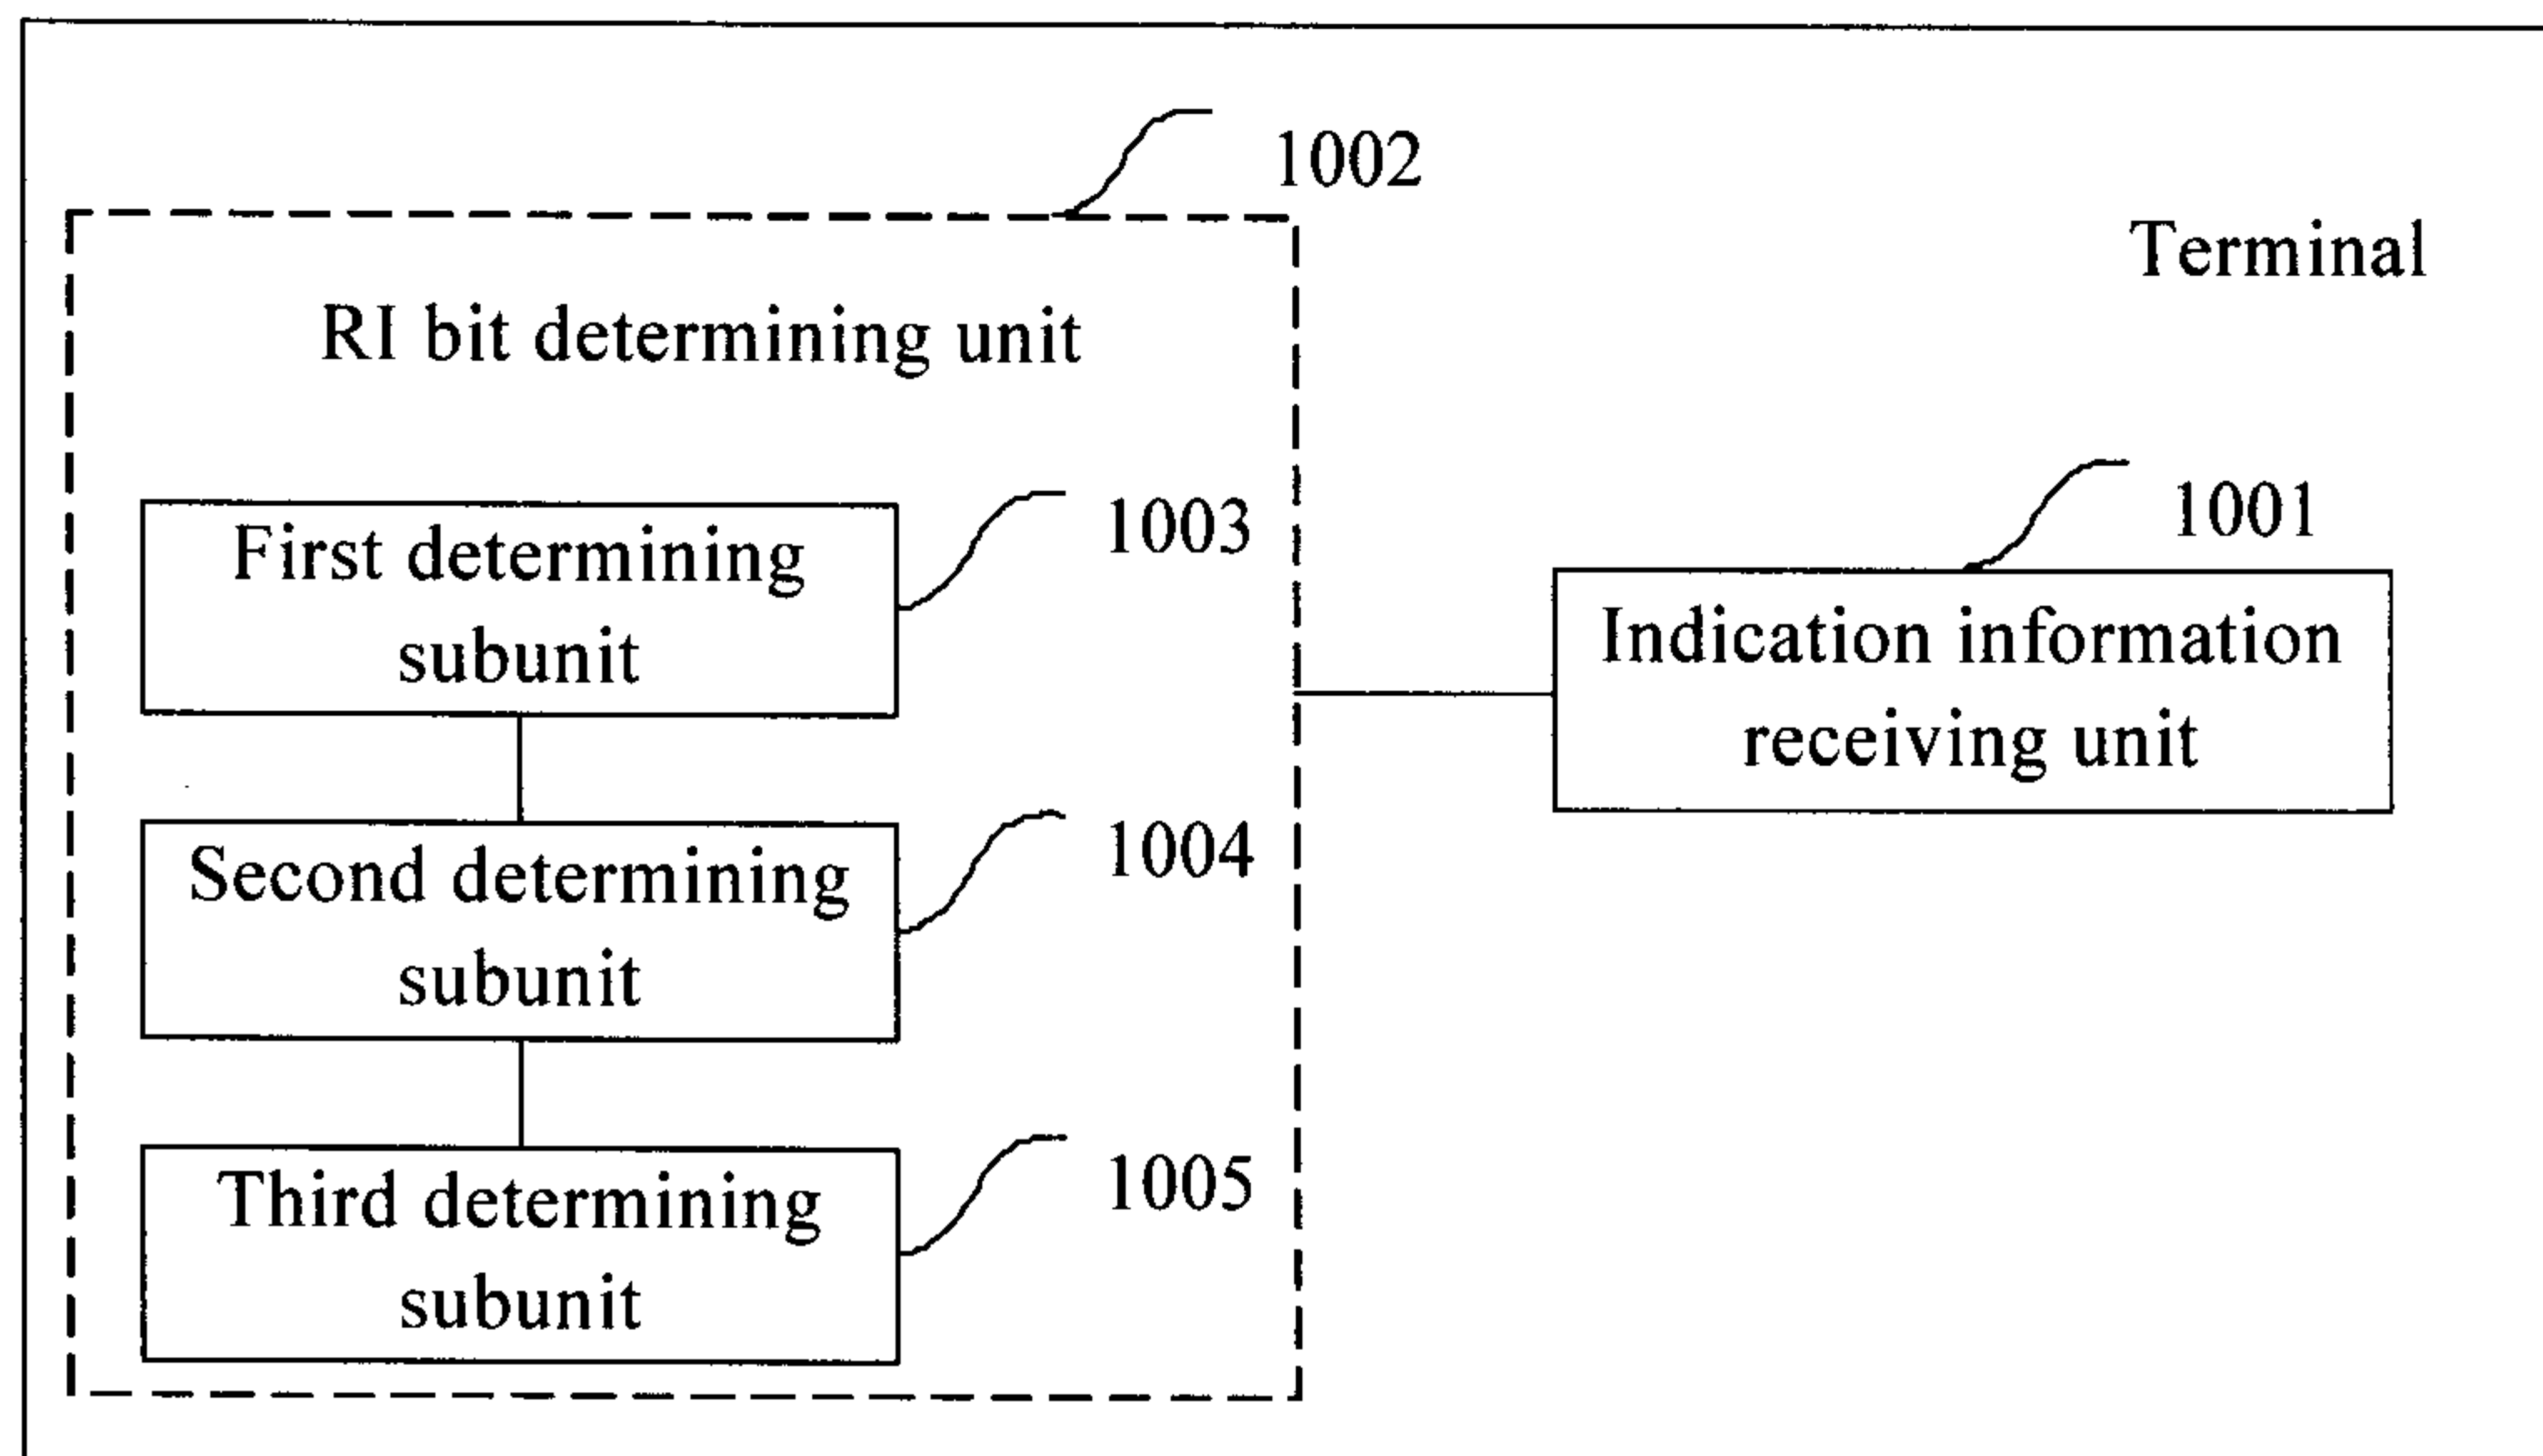 1002
Terminal
RI bit determining unit
1003
First determining
subunit
1001
Indication information
receiving unit
1004
Second determining
subunit
1005
Third determining
subunit